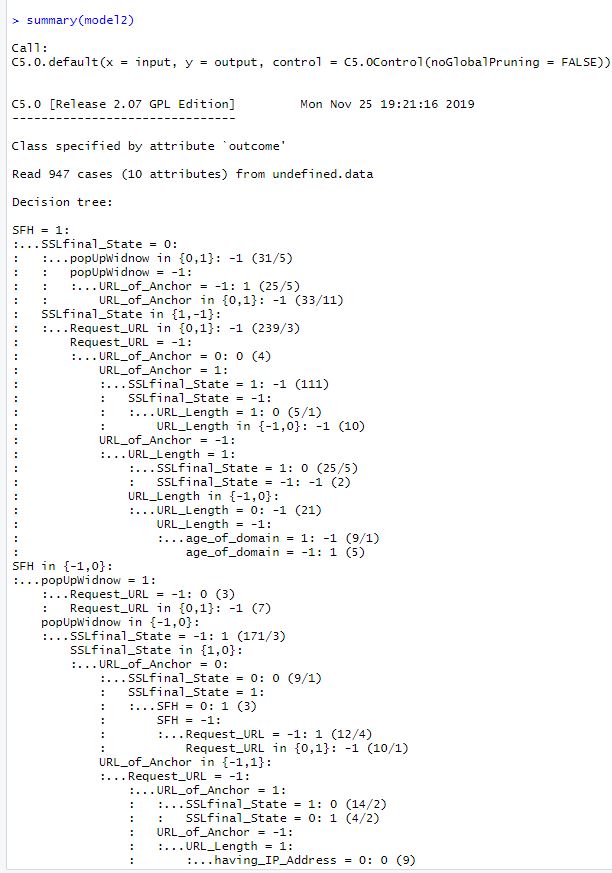 > summary(model2)

Call:
C5.0.default(x = input, y = output, control = C5.0Control(noGlobalPruning = FALSE))


C5.0 [Release 2.07 GPL Edition]  	Mon Nov 25 19:21:16 2019
-------------------------------

Class specified by attribute `outcome'

Read 947 cases (10 attributes) from undefined.data

Decision tree:

SFH = 1:
:...SSLfinal_State = 0:
:   :...popUpWidnow in {0,1}: -1 (31/5)
:   :   popUpWidnow = -1:
:   :   :...URL_of_Anchor = -1: 1 (25/5)
:   :       URL_of_Anchor in {0,1}: -1 (33/11)
:   SSLfinal_State in {1,-1}:
:   :...Request_URL in {0,1}: -1 (239/3)
:       Request_URL = -1:
:       :...URL_of_Anchor = 0: 0 (4)
:           URL_of_Anchor = 1:
:           :...SSLfinal_State = 1: -1 (111)
:           :   SSLfinal_State = -1:
:           :   :...URL_Length = 1: 0 (5/1)
:           :       URL_Length in {-1,0}: -1 (10)
:           URL_of_Anchor = -1:
:           :...URL_Length = 1:
:               :...SSLfinal_State = 1: 0 (25/5)
:               :   SSLfinal_State = -1: -1 (2)
:               URL_Length in {-1,0}:
:               :...URL_Length = 0: -1 (21)
:                   URL_Length = -1:
:                   :...age_of_domain = 1: -1 (9/1)
:                       age_of_domain = -1: 1 (5)
SFH in {-1,0}:
:...popUpWidnow = 1:
    :...Request_URL = -1: 0 (3)
    :   Request_URL in {0,1}: -1 (7)
    popUpWidnow in {-1,0}:
    :...SSLfinal_State = -1: 1 (171/3)
        SSLfinal_State in {1,0}:
        :...URL_of_Anchor = 0:
            :...SSLfinal_State = 0: 0 (9/1)
            :   SSLfinal_State = 1:
            :   :...SFH = 0: 1 (3)
            :       SFH = -1:
            :       :...Request_URL = -1: 1 (12/4)
            :           Request_URL in {0,1}: -1 (10/1)
            URL_of_Anchor in {-1,1}:
            :...Request_URL = -1:
                :...URL_of_Anchor = 1:
                :   :...SSLfinal_State = 1: 0 (14/2)
                :   :   SSLfinal_State = 0: 1 (4/2)
                :   URL_of_Anchor = -1:
                :   :...URL_Length = 1:
                :       :...having_IP_Address = 0: 0 (9)